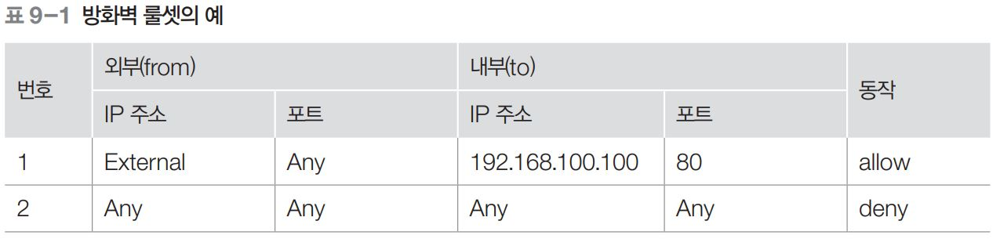 표 9-1 방화벽 룰셋의 예
번호 외부(from) 내부(to) 동작
IP 주소 포트 IP 주소 포트
1 External Any 192.168.100.100 80 allow
2 Any Any Any Any deny